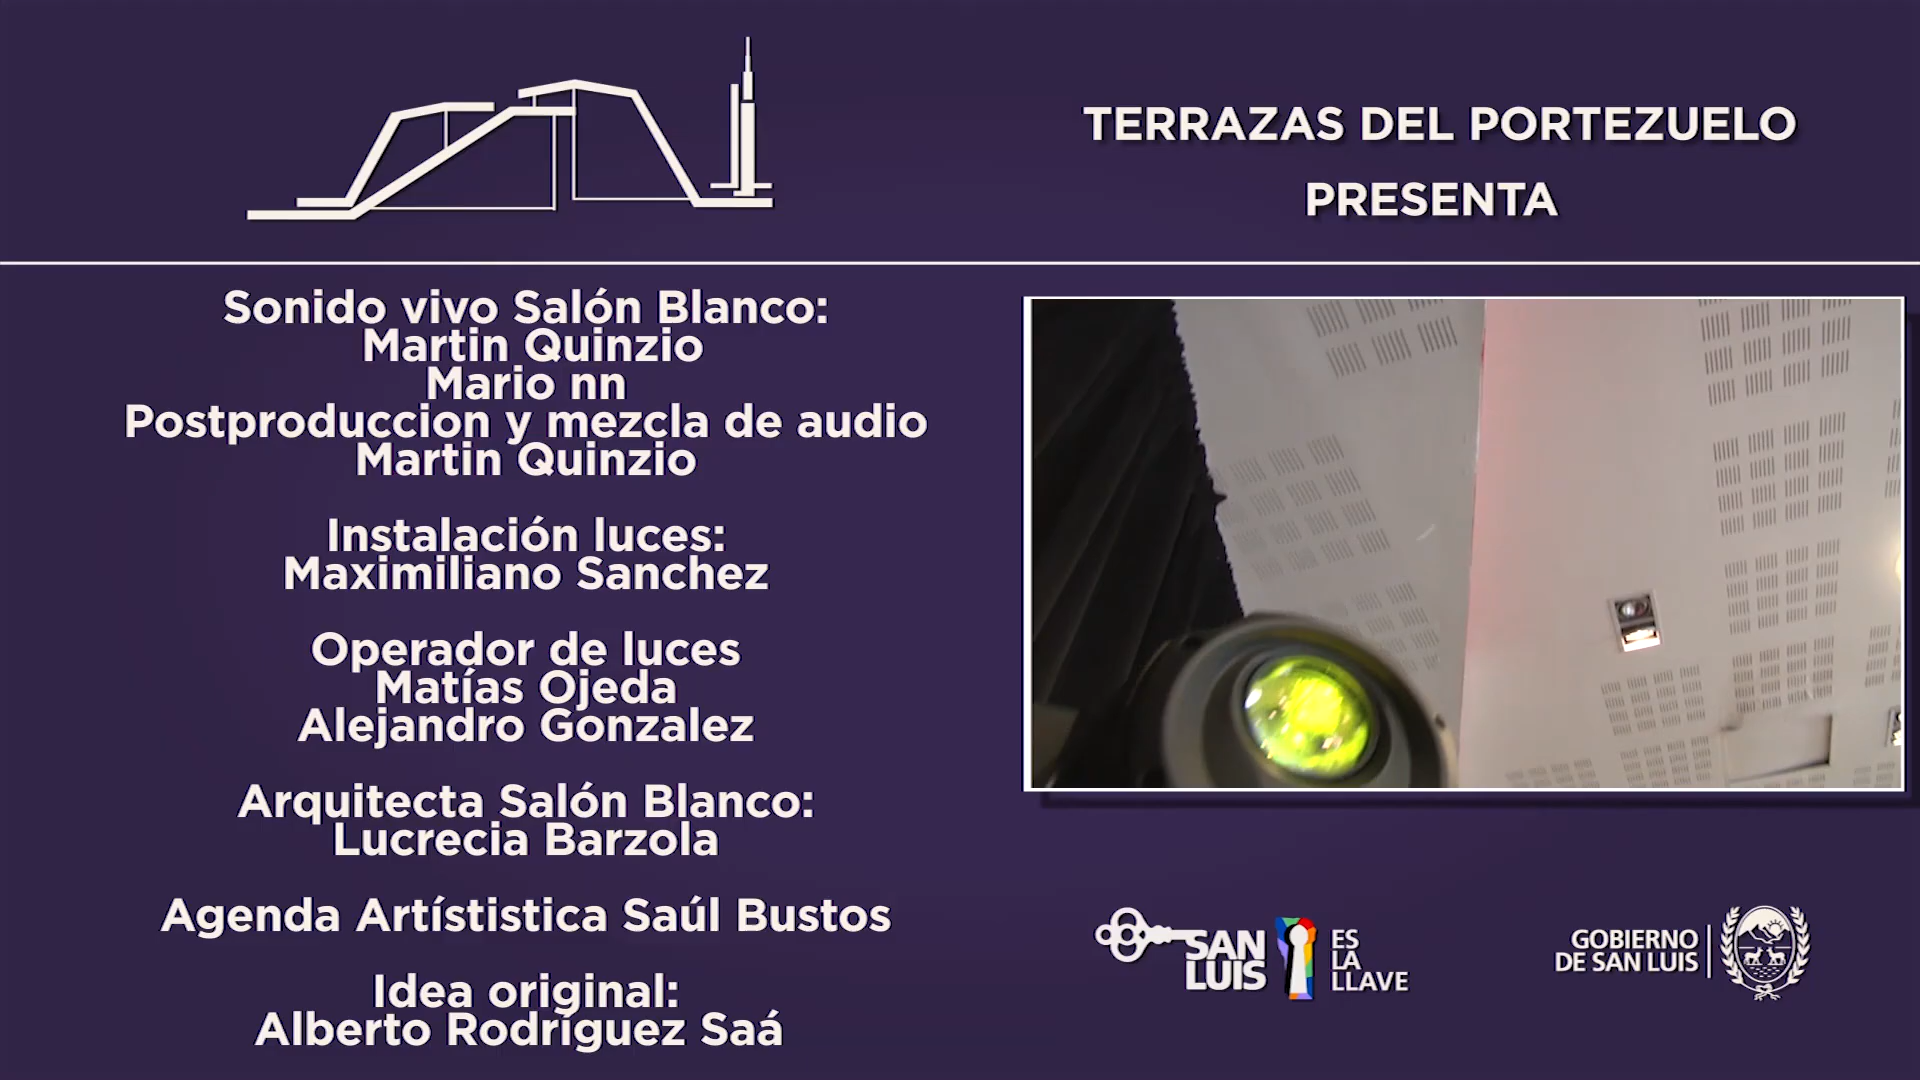 TERRAZAS DEL PORTEZUELO
PRESENTA
Sonido vivo Salón Blanco:
Martin Quinzio
Mario nn
Postproduccion y mezcla de audio
Martin Quinzio
Instalación luces:
Maximiliano Sanchez
Operador de luces
Matías Ojeda
Alejandro Gonzalez
Arquitecta Salón Blanco:
Lucrecia Barzola
Agenda Artístistica Saúl Bustos
Idea original:
Alberto Rodríguez Saá
SAN
LUIS
ES
LA
LLAVE
GOBIERNO
DE SAN LUIS